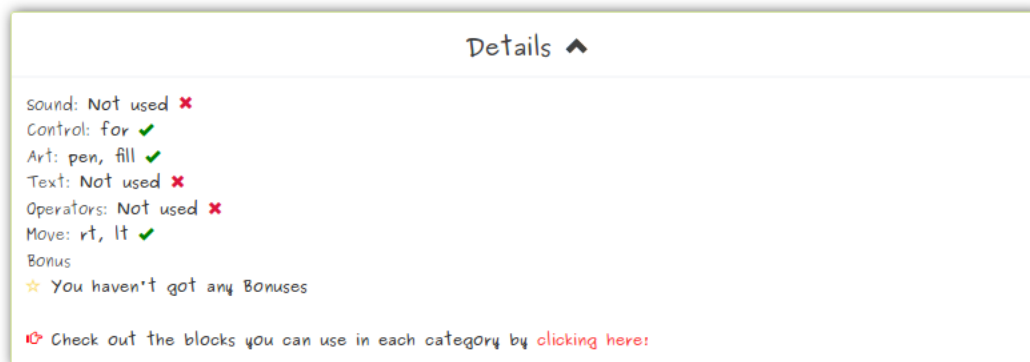 Details
Sound: Not used
Control: for
Art: pen, fill
Text: Not used
Operators: Not used
Move: rt, lt
Bonus
You haven't got any Bonuses
Check out the blocks you can use in each category by clicking here!